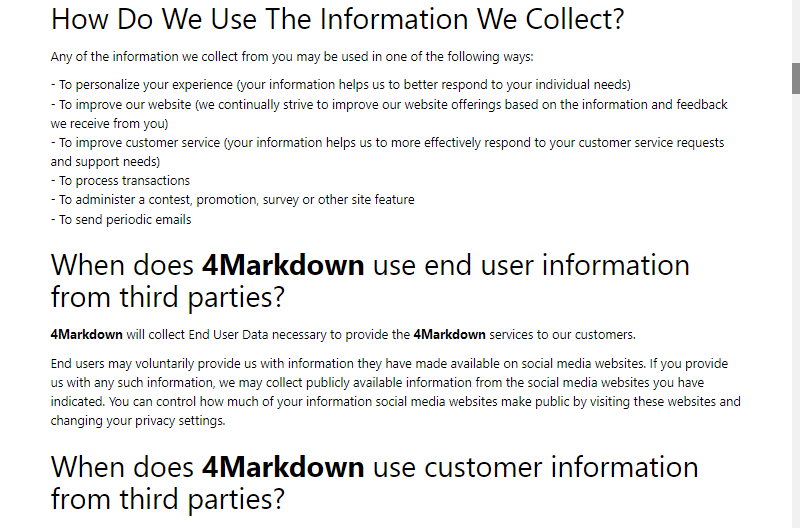 How Do We Use The Information We Collect?
Any of the information we collect from you may be used in one of the following ways:
- To personalize your experience (your information helps us to better respond to your individual needs)
- To improve our website (we continually strive to improve our website offerings based on the information and feedback
we receive from you)
- To improve customer service (your information helps us to more effectively respond to your customer service requests
and support needs)
- To process transactions
- To administer a contest, promotion, survey or other site feature
- To send periodic emails
When does 4Markdown use end user information
from third parties?
4Markdown will collect End User Data necessary to provide the 4Markdown services to our customers.
End users may voluntarily provide us with information they have made available on social media websites. If you provide
us with any such information, we may collect publicly available information from the social media websites you have
indicated. You can control how much of your information social media websites make public by visiting these websites and
changing your privacy settings.
When does 4Markdown use customer information
from third parties?